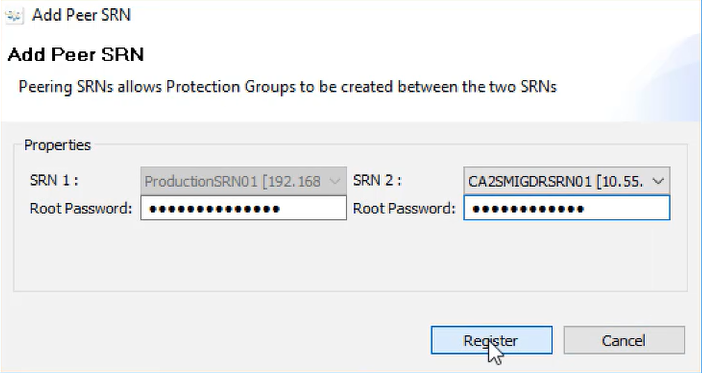 Add Peer SRN
Add Peer SRN
Peering SRNs allows Protection Groups to be created between the two SRNs
Properties
SRN 1 : ProductionSRN01 [192.168 SRN 2 : CA2SMIGDRSRN01 [10.55.
Root Password: ●●●●●●●●●●●●●● Root Password: ●●●●●●●●●●●●
Register Cancel